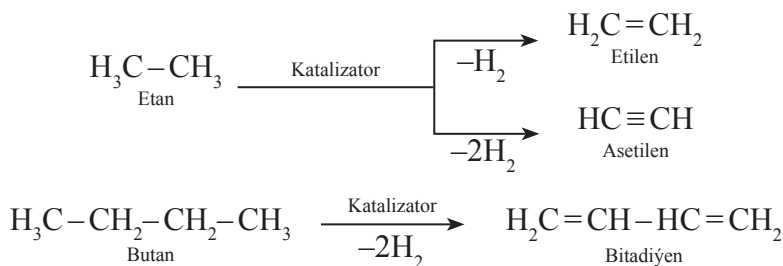 H₂C=CH₂
Etilen
H₃C–CH₃
Etan
Katalizator
–H₂
–2H₂
HC≡CH
Asetilen
H₃C–CH₂–CH₂–CH₃
Butan
Katalizator
–2H₂
H₂C=CH–HC=CH₂
Bitadiýen